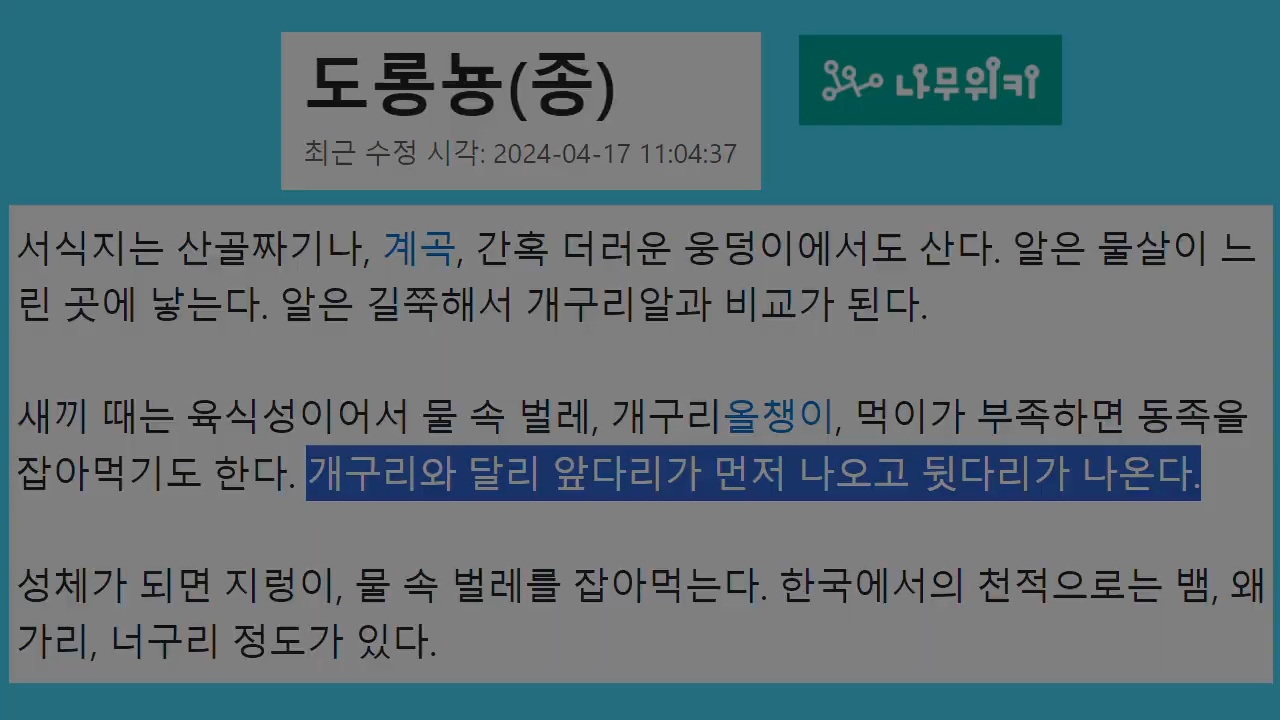 도롱뇽(종)
최근 수정 시각: 2024-04-17 11:04:37
나무위키
서식지는 산골짜기나, 계곡, 간혹 더러운 웅덩이에서도 산다. 알은 물살이 느
린 곳에 낳는다. 알은 길쭉해서 개구리알과 비교가 된다.
새끼 때는 육식성이어서 물 속 벌레, 개구리올챙이, 먹이가 부족하면 동족을
잡아먹기도 한다. 개구리와 달리 앞다리가 먼저 나오고 뒷다리가 나온다.
성체가 되면 지렁이, 물 속 벌레를 잡아먹는다. 한국에서의 천적으로는 뱀, 왜
가리, 너구리 정도가 있다.